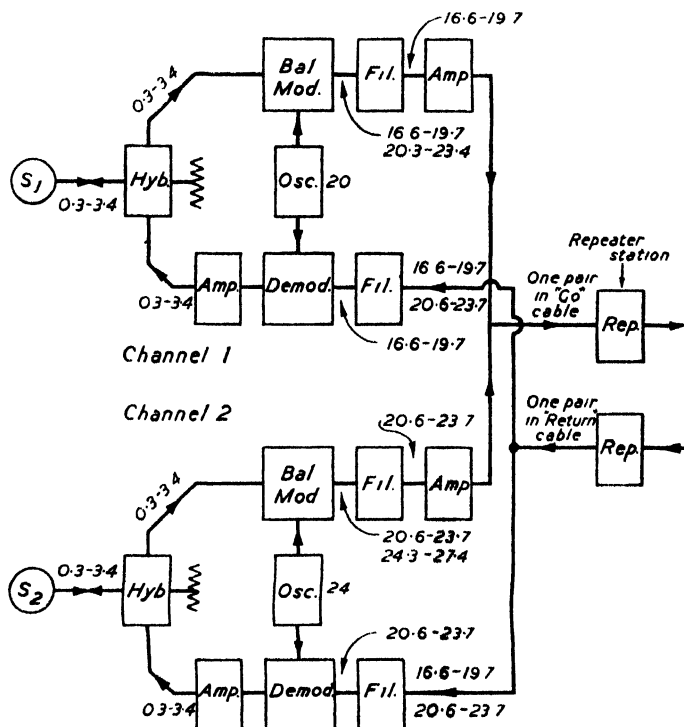 16.6-19.7
Bal
Mod.
Fil.
Amp
0.3-3.4
16.6-19.7
20.3-23.4
S1
0.3-3.4
Hyb.
Osc.
20
Repeater
station
Amp.
Demod.
Fil.
16.6-19.7
20.6-23.7
One pair
in "Go"
cable
Rep.
0.3-3.4
16.6-19.7
Channel 1
Channel 2
20.6-23.7
One pair
in "Return"
cable
Rep.
Bal
Mod
Fil.
Amp
0.3-3.4
20.6-23.7
24.3-27.4
S2
0.3-3.4
Hyb
Osc.
24
20.6-23.7
Amp.
Demod.
Fil.
16.6-19.7
20.6-23.7
0.3-3.4